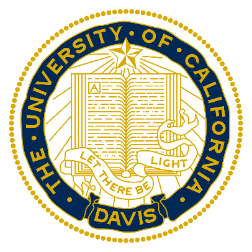 · THE · UNIVERSITY · OF · CALIFORNIA ·
A
LET THERE BE LIGHT
DAVIS